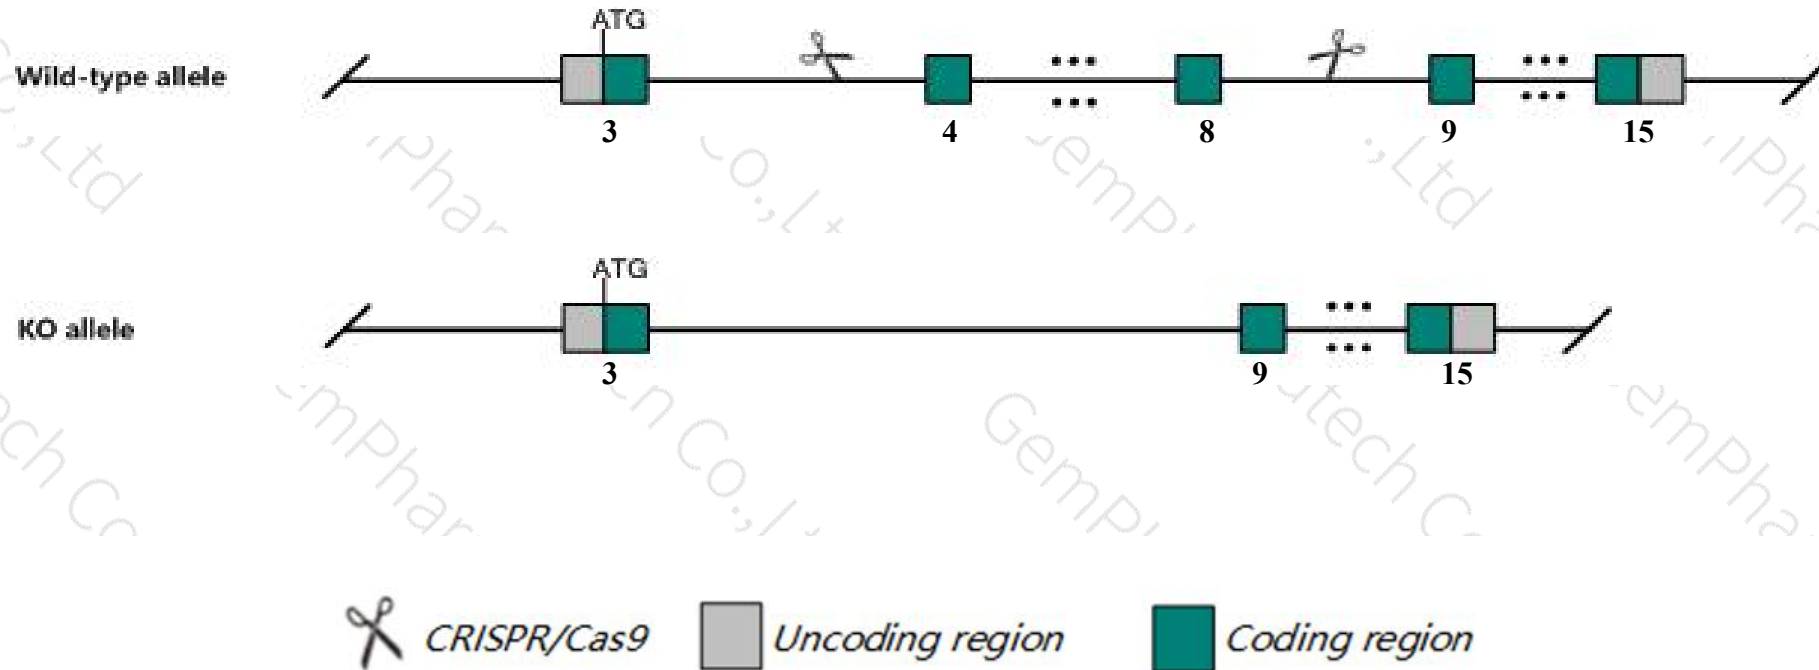 ATG
Wild-type allele
3 4 8 9 15
ATG
KO allele
3 9 15
CRISPR/Cas9 Uncoding region Coding region
GemPh